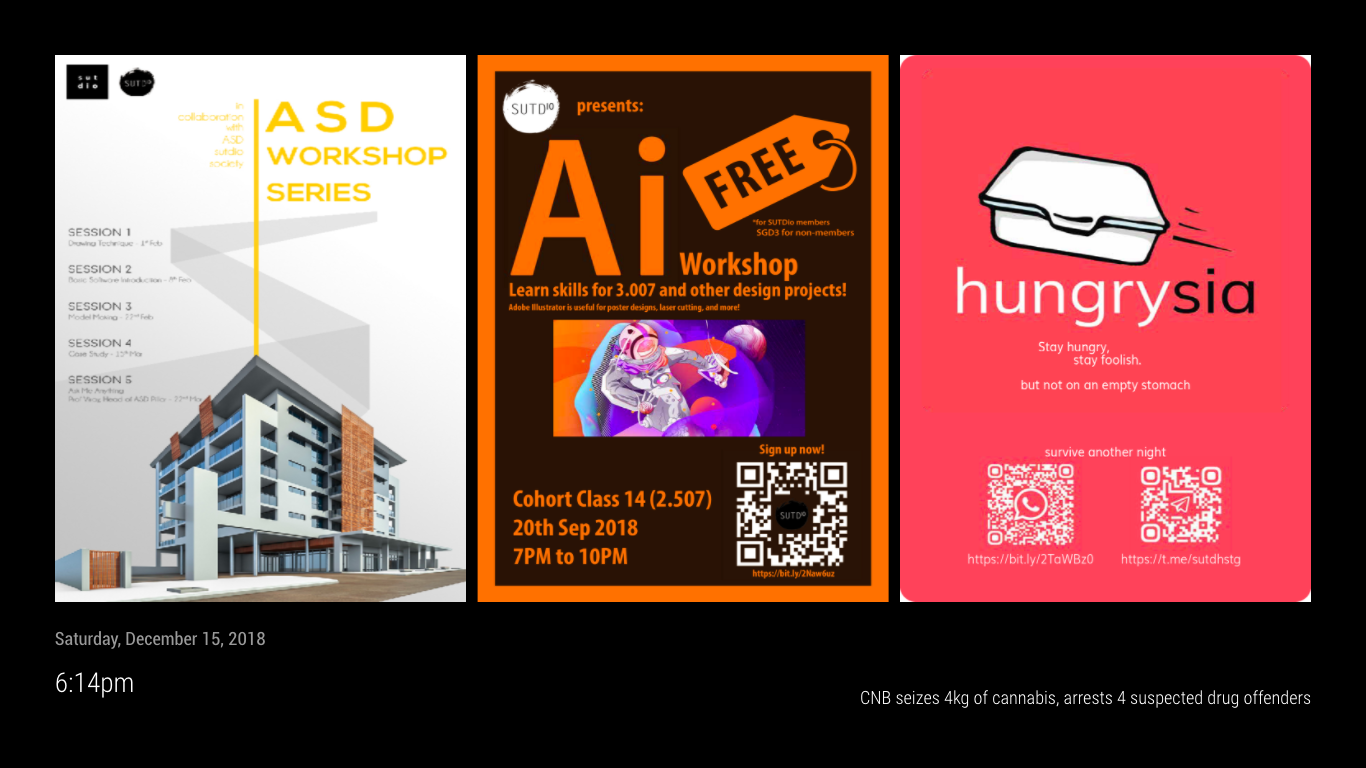 sut
dio
SUTDio
in
collaboration
with
ASD
sutdio
society
ASD
WORKSHOP
SERIES
SESSION 1
Drawing Technique - 1st Feb
SESSION 2
Basic Software Introduction - 8th Feb
SESSION 3
Model Making - 22nd Feb
SESSION 4
Case Study - 15th Mar
SESSION 5
Ask Me Anything
Head of ASD Pillar - 22nd Mar
SUTDio
presents:
Ai
FREE
*for SUTDio members
SGD3 for non-members
Workshop
Learn skills for 3.007 and other design projects!
Adobe Illustrator is useful for poster designs, laser cutting, and more!
Sign up now!
Cohort Class 14 (2.507)
20th Sep 2018
7PM to 10PM
SUTDio
https://bit.ly/2Naw6uz
hungrysia
Stay hungry,
stay foolish.
but not on an empty stomach
survive another night
https://bit.ly/2TaWBz0
https://t.me/sutdhstg
Saturday, December 15, 2018
6:14pm
CNB seizes 4kg of cannabis, arrests 4 suspected drug offenders